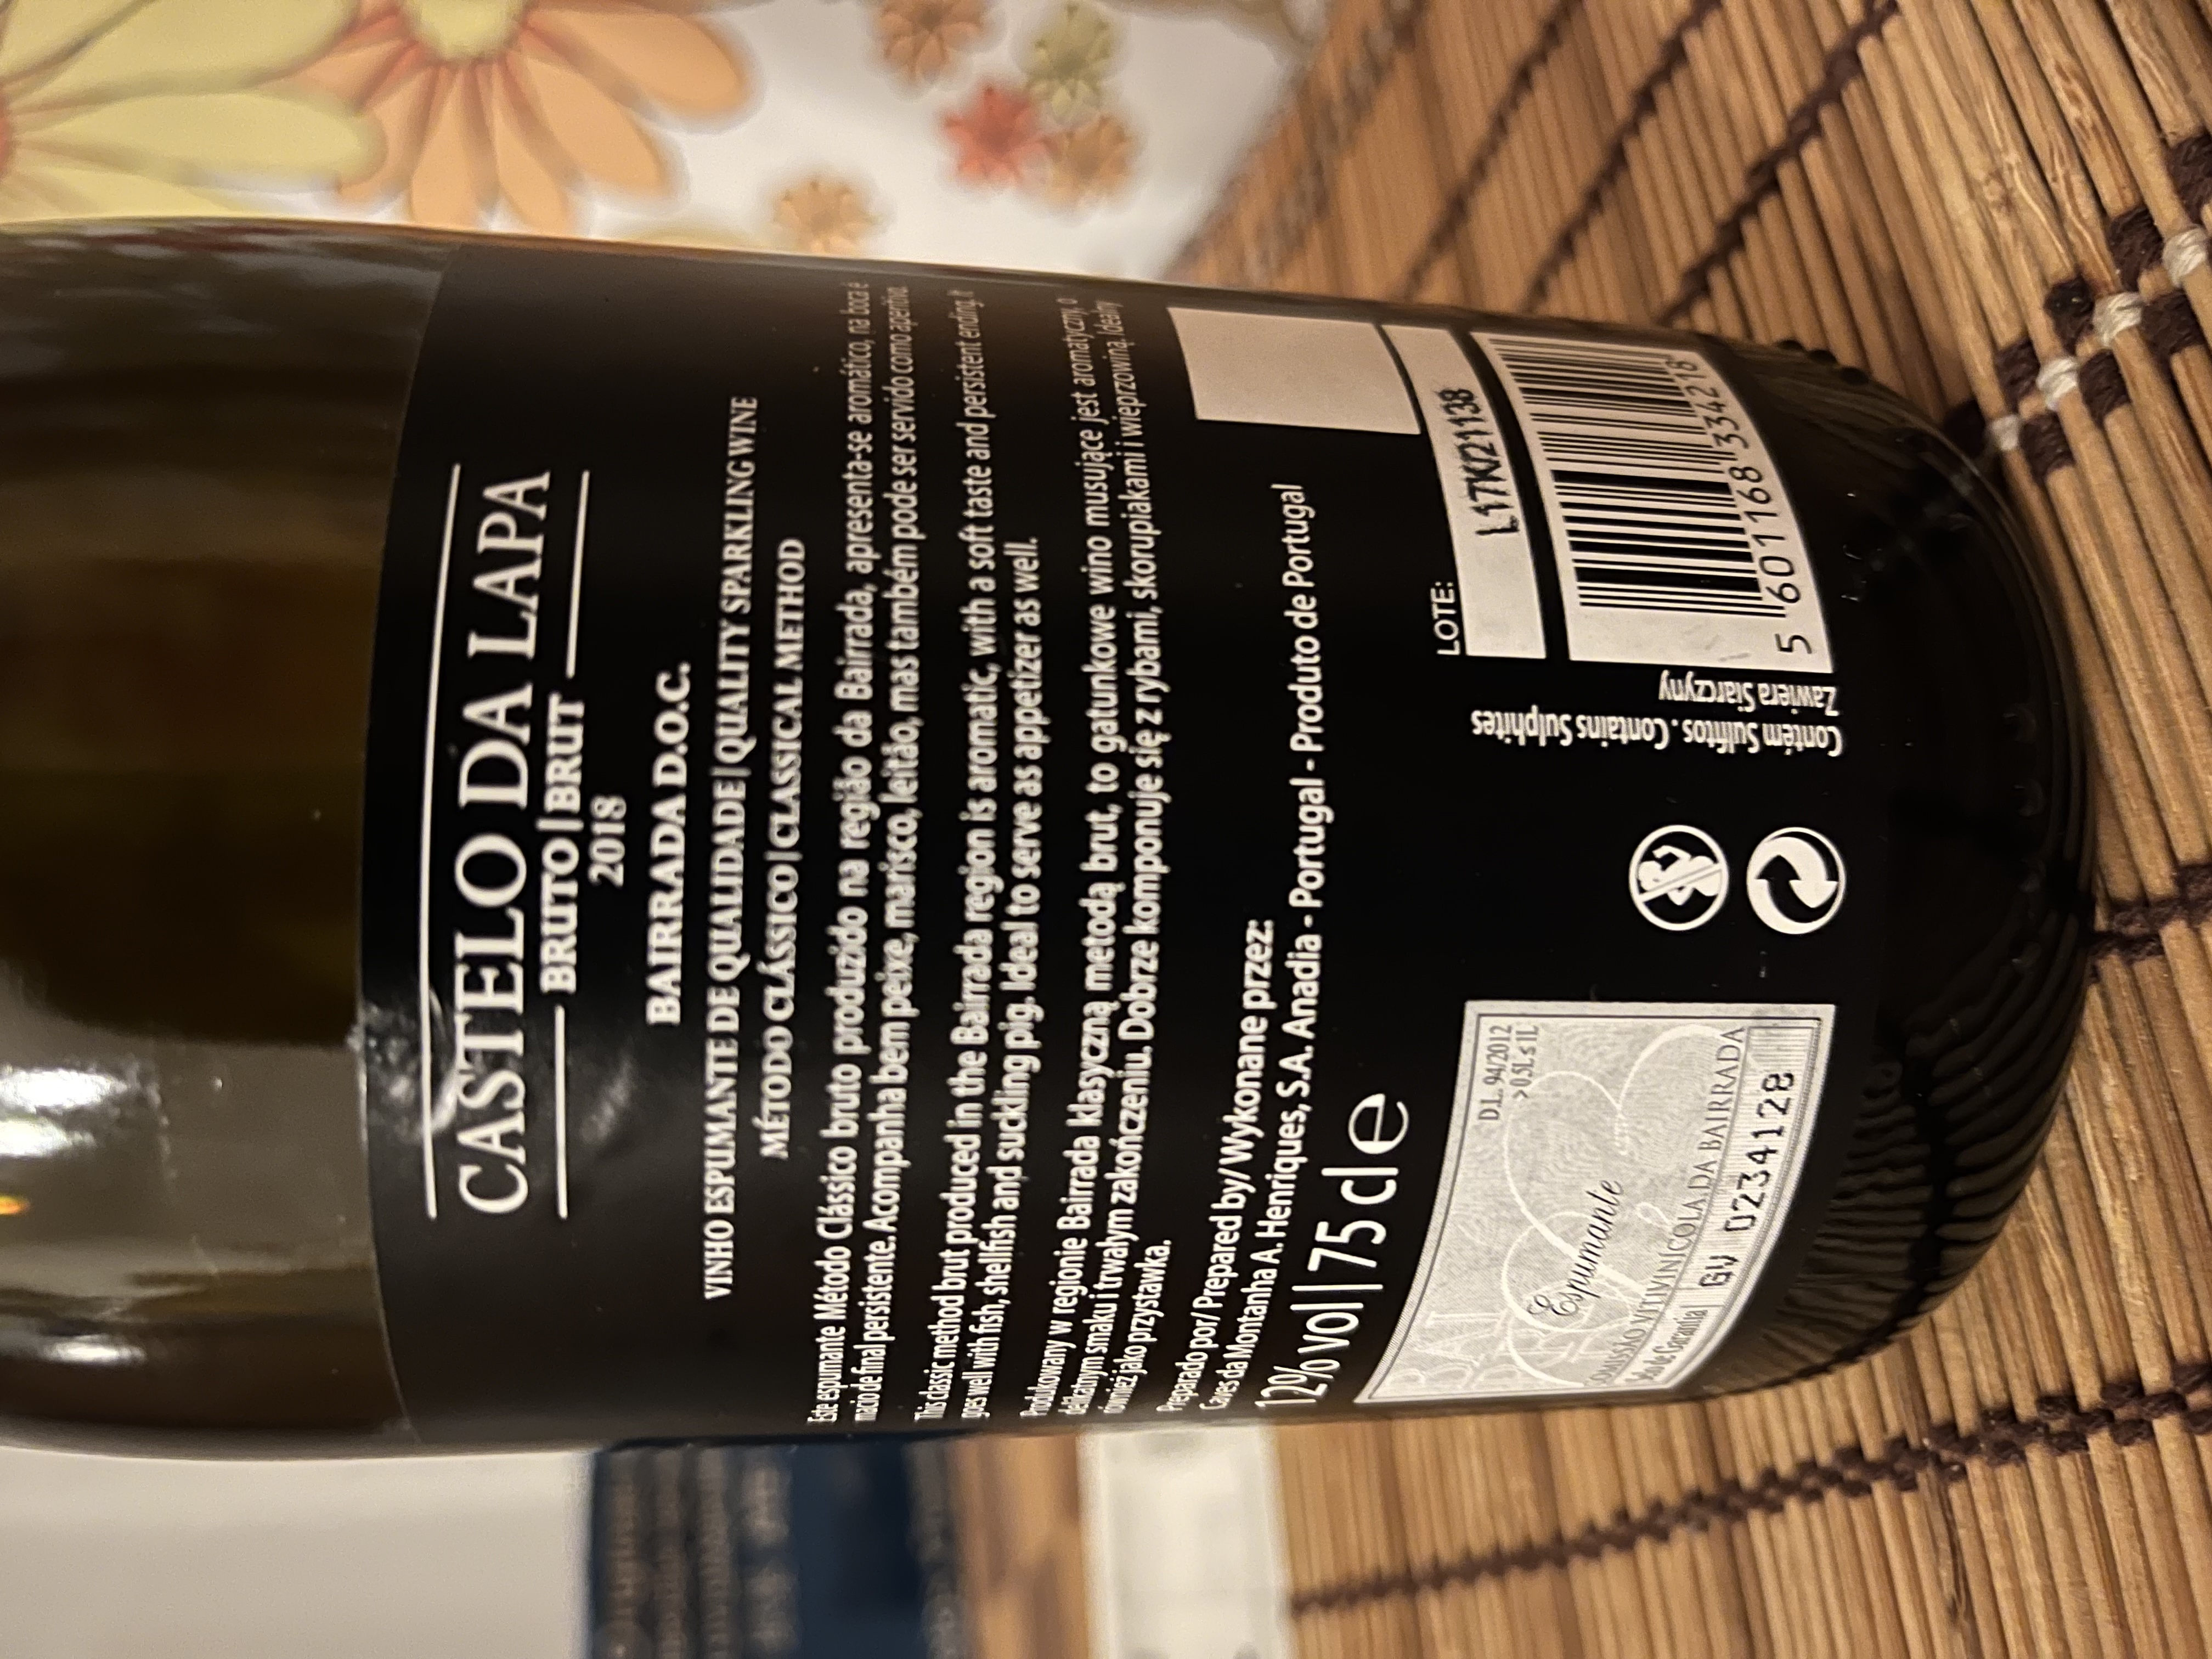 CASTELO DA LAPA
BRUTO | BRUT
2018
BAIRRADA D.O.C.
VINHO ESPUMANTE DE QUALIDADE | QUALITY SPARKLING WINE
MÉTODO CLÁSSICO | CLASSICAL METHOD
Este espumante Método Clássico bruto produzido na região da Bairrada, apresenta-se aromático, na boca é
macio de final persistente. Acompanha bem peixe, marisco, leitão, mas também pode ser servido como aperitivo.
This classic method brut produced in the Bairrada region is aromatic, with a soft taste and persistent ending. It
goes well with fish, shellfish and suckling pig. Ideal to serve as appetizer as well.
Produkowany w regionie Bairrada klasyczną metodą brut, to gatunkowe wino musujące jest aromatyczny, o
delikatnym smaku i trwałym zakończeniu. Dobrze komponuje się z rybami, skorupiakami i wieprzowiną. Idealny
również jako przystawka.
Preparado por/ Prepared by/ Wykonane przez:
Caves da Montanha A. Henriques, S.A. Anadia - Portugal - Produto de Portugal
12% vol | 75 cl e
LOTE:
L17K/21138
D.L. 94/2012
> 0.5L ≤ 1L
BAI
Espumante
COMISSÃO VITIVINÍCOLA DA BAIRRADA
Selo de Garantia
GV 0234128
Contém Sulfitos . Contains Sulphites
Zawiera Siarczyny
5 601168 334218